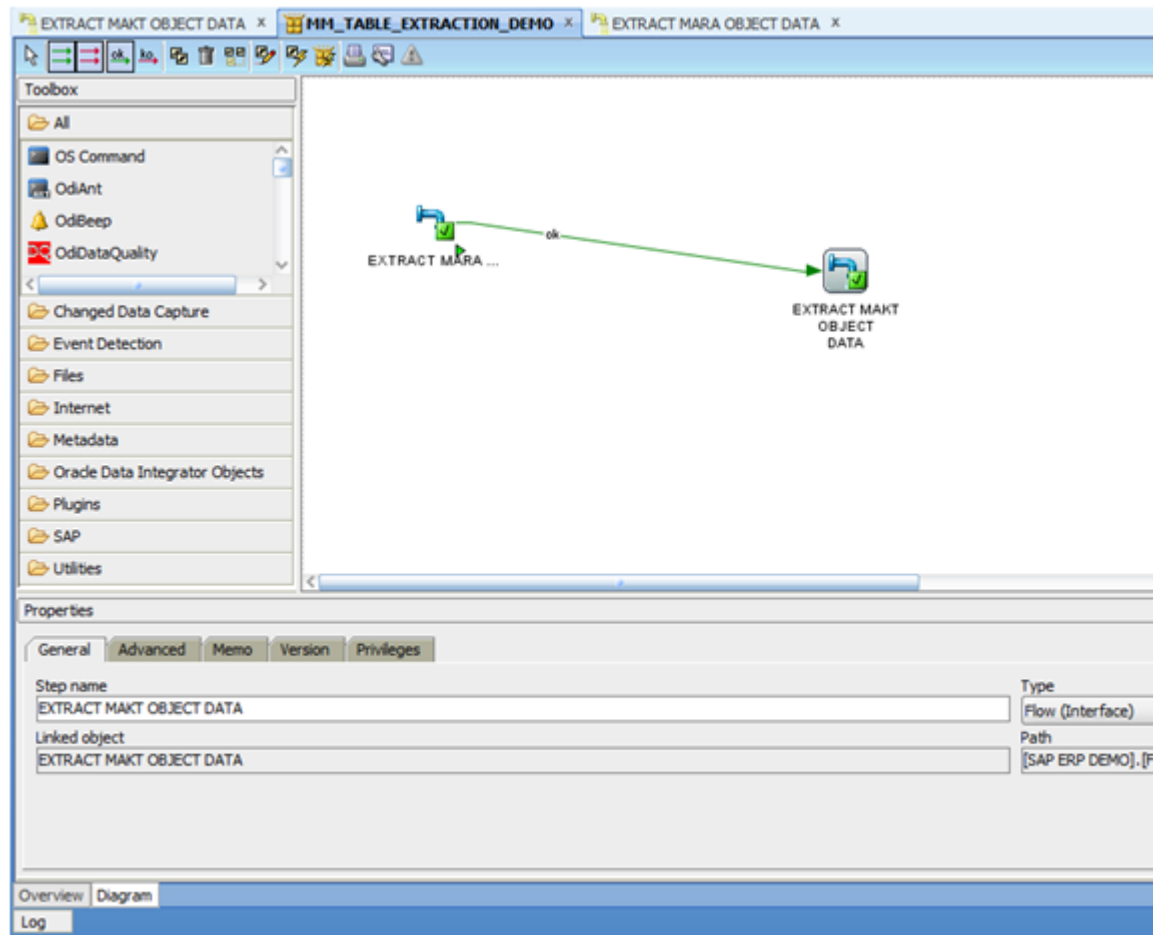 EXTRACT MAKT OBJECT DATA × MM_TABLE_EXTRACTION_DEMO × EXTRACT MARA OBJECT DATA ×
ok ko
Toolbox
All
OS Command
OdiAnt
OdiBeep
OdiDataQuality
Changed Data Capture
Event Detection
Files
Internet
Metadata
Oracle Data Integrator Objects
Plugins
SAP
Utilities
EXTRACT MARA ...
ok
EXTRACT MAKT
OBJECT
DATA
Properties
General Advanced Memo Version Privileges
Step name Type
EXTRACT MAKT OBJECT DATA Flow (Interface)
Linked object Path
EXTRACT MAKT OBJECT DATA [SAP ERP DEMO].[F
Overview Diagram
Log